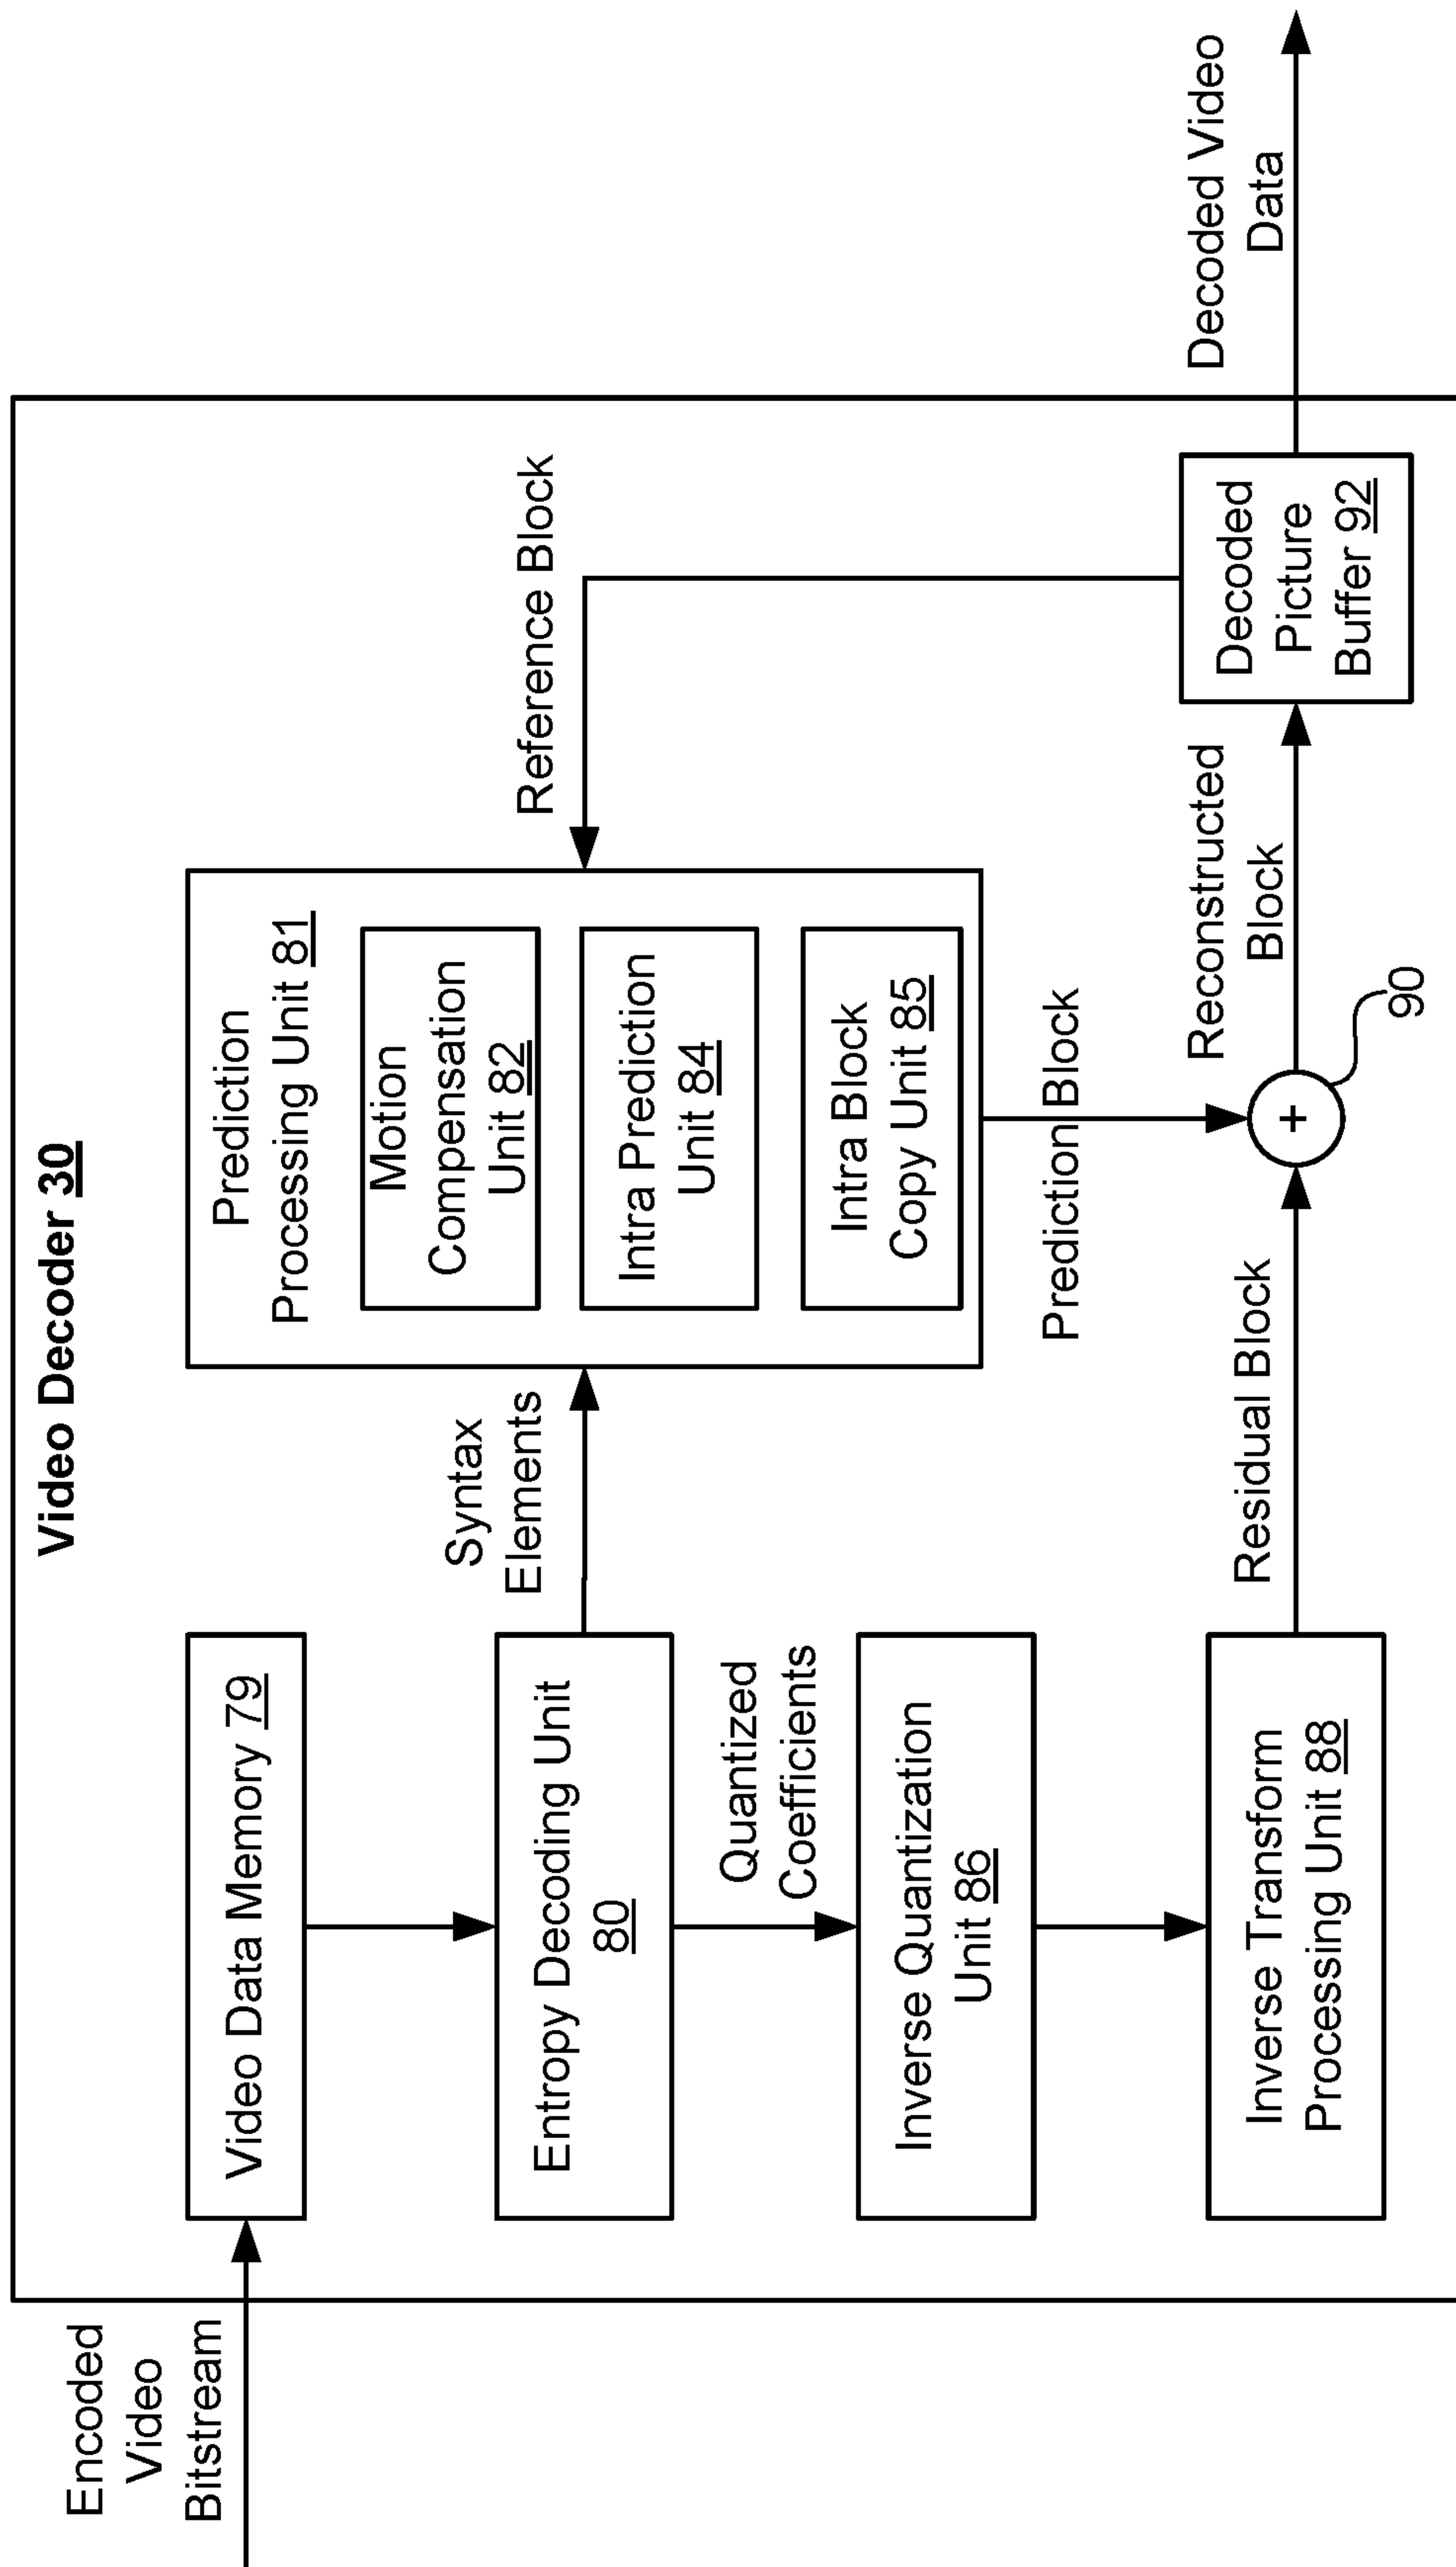 Video Decoder 30
Encoded
Video
Bitstream
Video Data Memory 79
Entropy Decoding Unit
80
Quantized
Coefficients
Inverse Quantization
Unit 86
Inverse Transform
Processing Unit 88
Syntax
Elements
Residual Block
Prediction
Processing Unit 81
Motion
Compensation
Unit 82
Intra Prediction
Unit 84
Intra Block
Copy Unit 85
Prediction Block
+
90
Reference Block
Reconstructed
Block
Decoded
Picture
Buffer 92
Decoded Video
Data